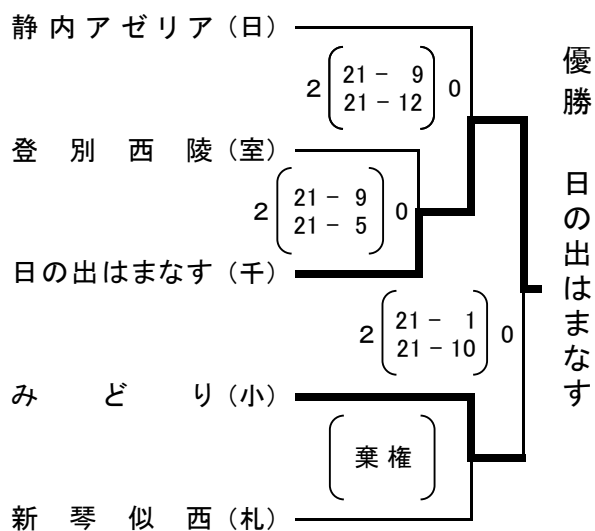 静内アゼリア（日）
2 21 － 9 0
21 － 12
登別西陵（室）
2 21 － 9 0
21 － 5
日の出はまなす（千）
2 21 － 1 0
21 － 10
みどり（小）
棄権
新琴似西（札）
優勝 日の出はまなす